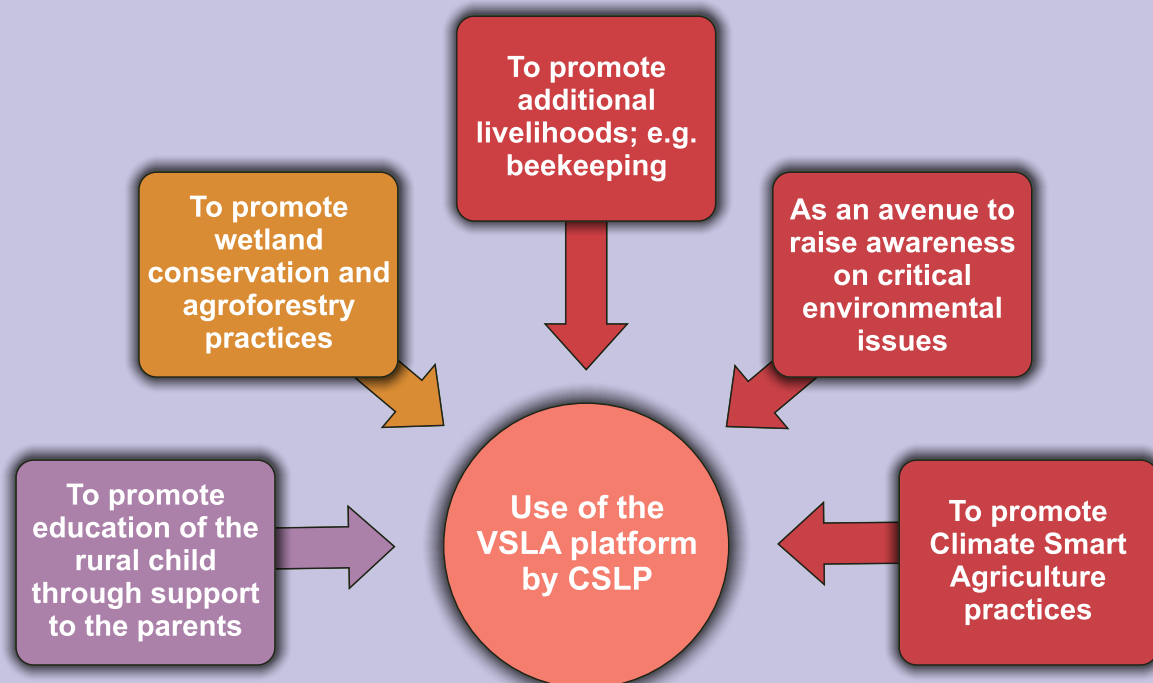 To promote
additional
livelihoods; e.g.
beekeeping
To promote
wetland
conservation and
agroforestry
practices
As an avenue to
raise awareness
on critical
environmental
issues
To promote
education of the
rural child
through support
to the parents
Use of the
VSLA platform
by CSLP
To promote
Climate Smart
Agriculture
practices